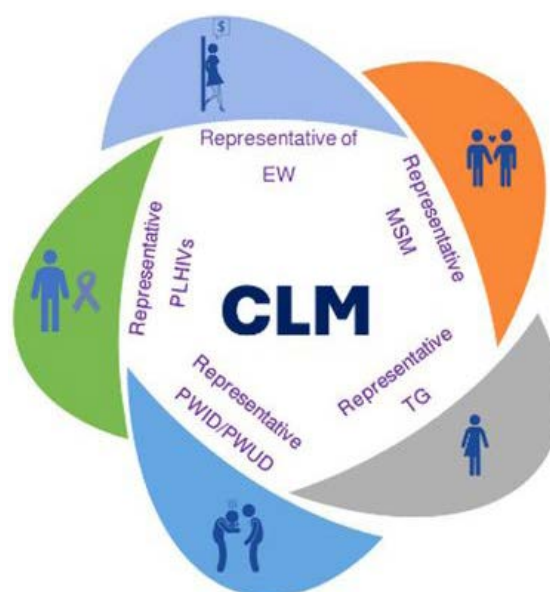 $
Representative of
EW
Representative
MSM
Representative
TG
Representative
PWID/PWUD
Representative
PLHIVs
CLM